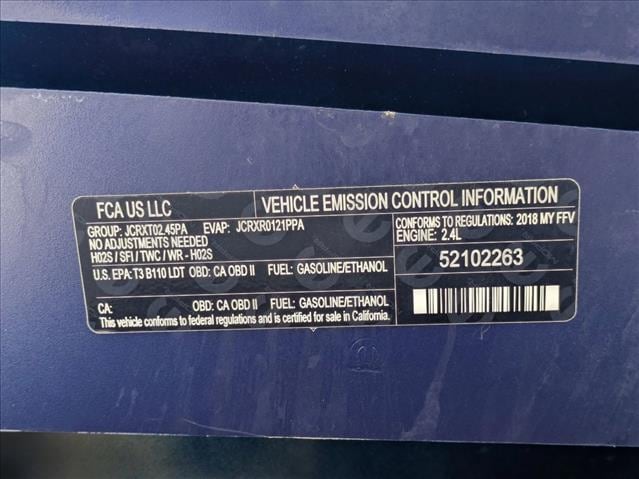 FCA US LLC
VEHICLE EMISSION CONTROL INFORMATION
GROUP: JCRXT02.45PA EVAP: JCRXR0121PPA
NO ADJUSTMENTS NEEDED
H02S / SFI / TWC / WR - H02S
CONFORMS TO REGULATIONS: 2018 MY FFV
ENGINE: 2.4L
U.S. EPA: T3 B110 LDT OBD: CA OBD II FUEL: GASOLINE/ETHANOL
52102263
CA: OBD: CA OBD II FUEL: GASOLINE/ETHANOL
This vehicle conforms to federal regulations and is certified for sale in California.